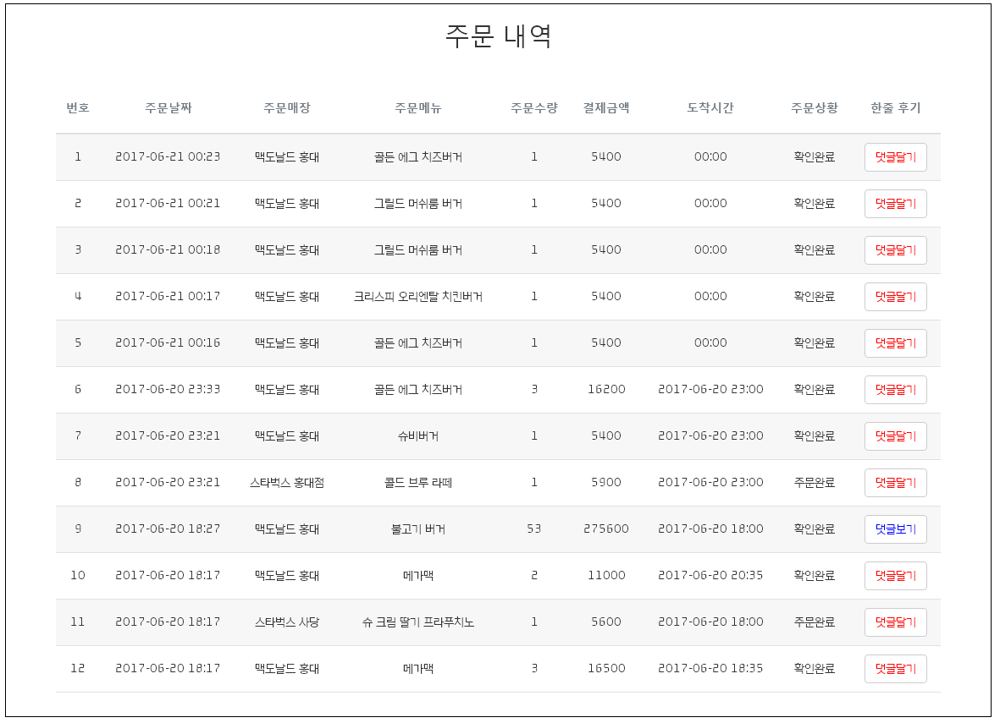 주문 내역
번호 주문날짜 주문매장 주문메뉴 주문수량 결제금액 도착시간 주문상황 한줄 후기
1 2017-06-21 00:23 맥도날드 홍대 골든 에그 치즈버거 1 5400 00:00 확인완료 댓글달기
2 2017-06-21 00:21 맥도날드 홍대 그릴드 머쉬룸 버거 1 5400 00:00 확인완료 댓글달기
3 2017-06-21 00:18 맥도날드 홍대 그릴드 머쉬룸 버거 1 5400 00:00 확인완료 댓글달기
4 2017-06-21 00:17 맥도날드 홍대 크리스피 오리엔탈 치킨버거 1 5400 00:00 확인완료 댓글달기
5 2017-06-21 00:16 맥도날드 홍대 골든 에그 치즈버거 1 5400 00:00 확인완료 댓글달기
6 2017-06-20 23:33 맥도날드 홍대 골든 에그 치즈버거 3 16200 2017-06-20 23:00 확인완료 댓글달기
7 2017-06-20 23:21 맥도날드 홍대 슈비버거 1 5400 2017-06-20 23:00 확인완료 댓글달기
8 2017-06-20 23:21 스타벅스 홍대점 콜드 브루 라떼 1 5900 2017-06-20 23:00 주문완료 댓글달기
9 2017-06-20 18:27 맥도날드 홍대 불고기 버거 53 275600 2017-06-20 18:00 확인완료 댓글보기
10 2017-06-20 18:17 맥도날드 홍대 메가맥 2 11000 2017-06-20 20:35 확인완료 댓글달기
11 2017-06-20 18:17 스타벅스 사당 슈 크림 딸기 프라푸치노 1 5600 2017-06-20 18:00 주문완료 댓글달기
12 2017-06-20 18:17 맥도날드 홍대 메가맥 3 16500 2017-06-20 18:35 확인완료 댓글달기